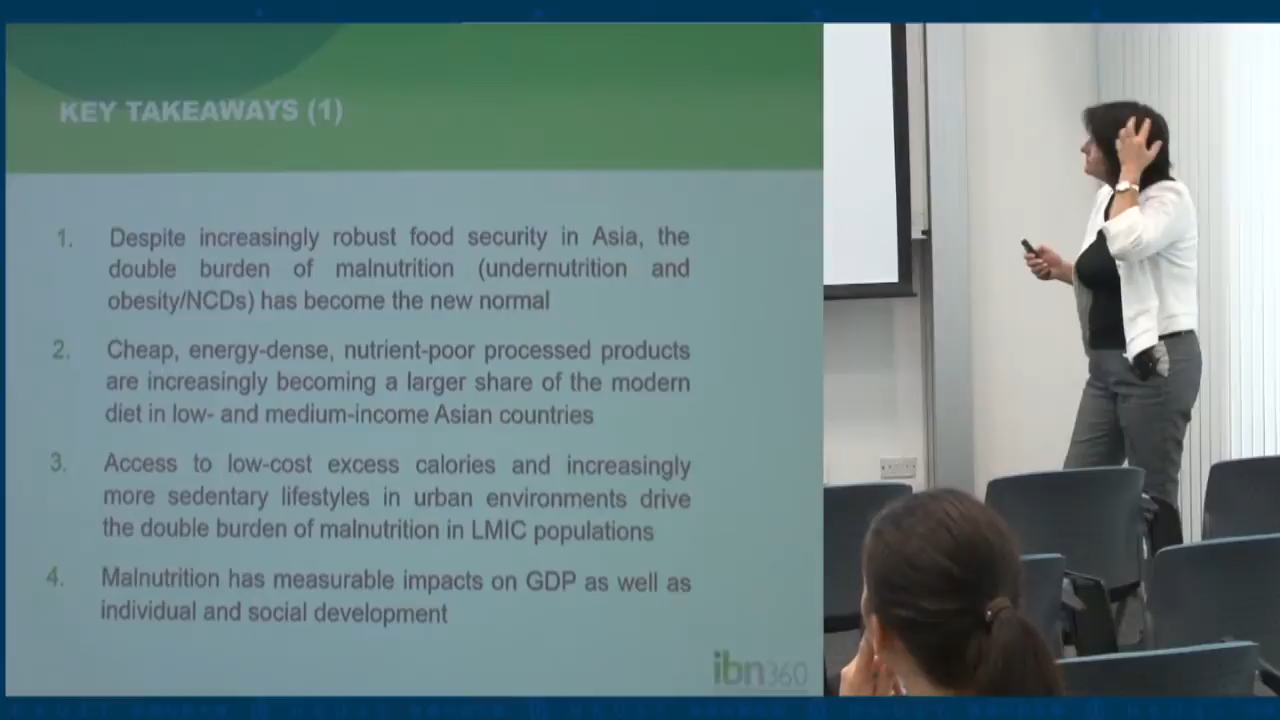 KEY TAKEAWAYS (1)
1. Despite increasingly robust food security in Asia, the
double burden of malnutrition (undernutrition and
obesity/NCDs) has become the new normal
2. Cheap, energy-dense, nutrient-poor processed products
are increasingly becoming a larger share of the modern
diet in low- and medium-income Asian countries
3. Access to low-cost excess calories and increasingly
more sedentary lifestyles in urban environments drive
the double burden of malnutrition in LMIC populations
4. Malnutrition has measurable impacts on GDP as well as
individual and social development
ibn360